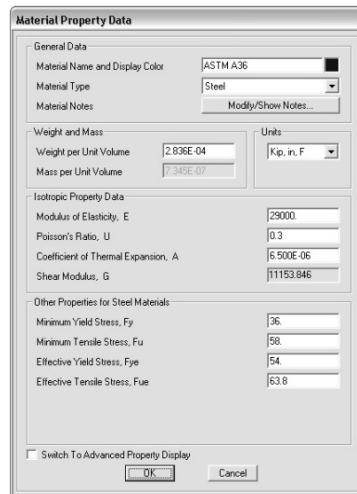 Material Property Data
General Data
Material Name and Display Color ASTM A36
Material Type Steel
Material Notes Modify/Show Notes...
Weight and Mass
Weight per Unit Volume 2.836E-04
Mass per Unit Volume 7.345E-07
Units
Kip, in, F
Isotropic Property Data
Modulus of Elasticity, E 29000.
Poisson's Ratio, U 0.3
Coefficient of Thermal Expansion, A 6.500E-06
Shear Modulus, G 11153.846
Other Properties for Steel Materials
Minimum Yield Stress, Fy 36.
Minimum Tensile Stress, Fu 58.
Effective Yield Stress, Fye 54.
Effective Tensile Stress, Fue 63.8
Switch To Advanced Property Display
OK Cancel